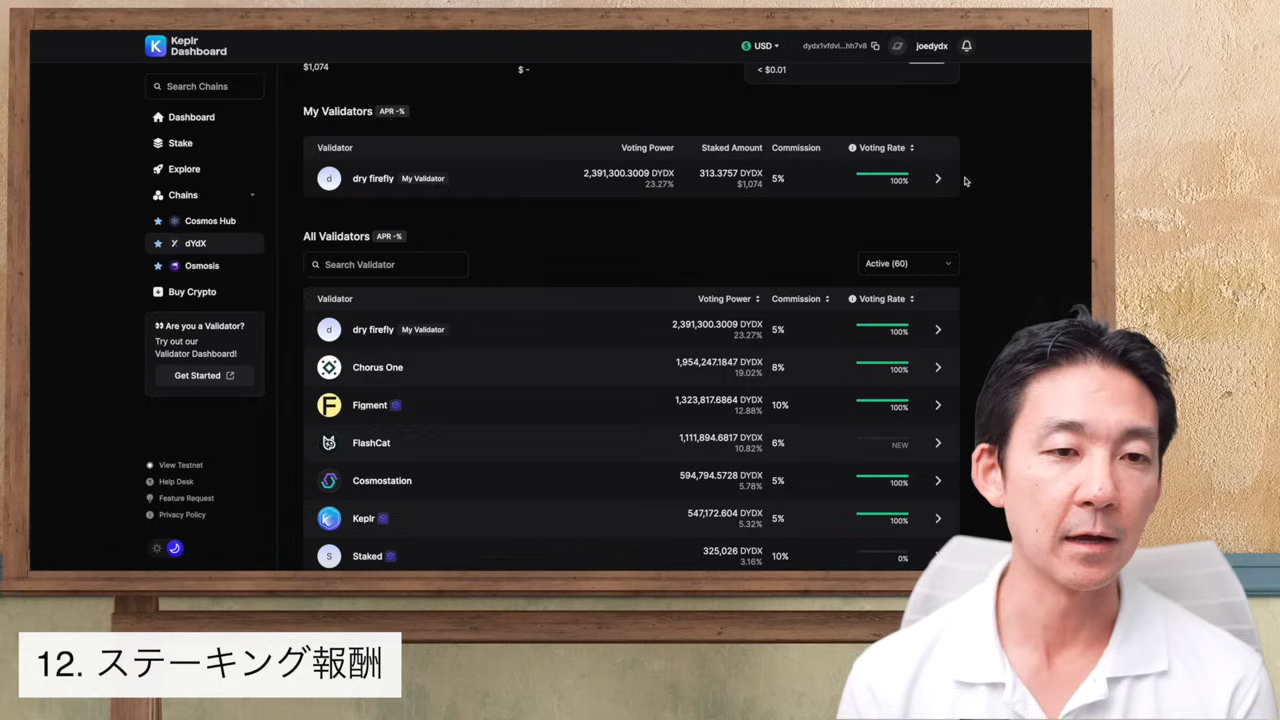 Keplr
Dashboard
USD
dydx1vfdvl...hh7v8
joedydx
Search Chains
Dashboard
Stake
Explore
Chains
Cosmos Hub
dYdX
Osmosis
Buy Crypto
Are you a Validator?
Try out our
Validator Dashboard!
Get Started
View Testnet
Help Desk
Feature Request
Privacy Policy
$1,074
$ -
< $0.01
My Validators APR -%
Validator Voting Power Staked Amount Commission Voting Rate
d dry firefly My Validator 2,391,300.3009 DYDX 313.3757 DYDX 5%
23.27% $1,074 100%
All Validators APR -%
Search Validator Active (60)
Validator Voting Power Commission Voting Rate
d dry firefly My Validator 2,391,300.3009 DYDX 5%
23.27% 100%
Chorus One 1,954,247.1847 DYDX 8%
19.02% 100%
Figment 1,323,817.6864 DYDX 10%
12.88% 100%
FlashCat 1,111,894.6817 DYDX 6%
10.82% NEW
Cosmostation 594,794.5728 DYDX 5%
5.78% 100%
Keplr 547,172.604 DYDX 5%
5.32% 100%
S Staked 325,026 DYDX 10%
3.16% 0%
12. ステーキング報酬